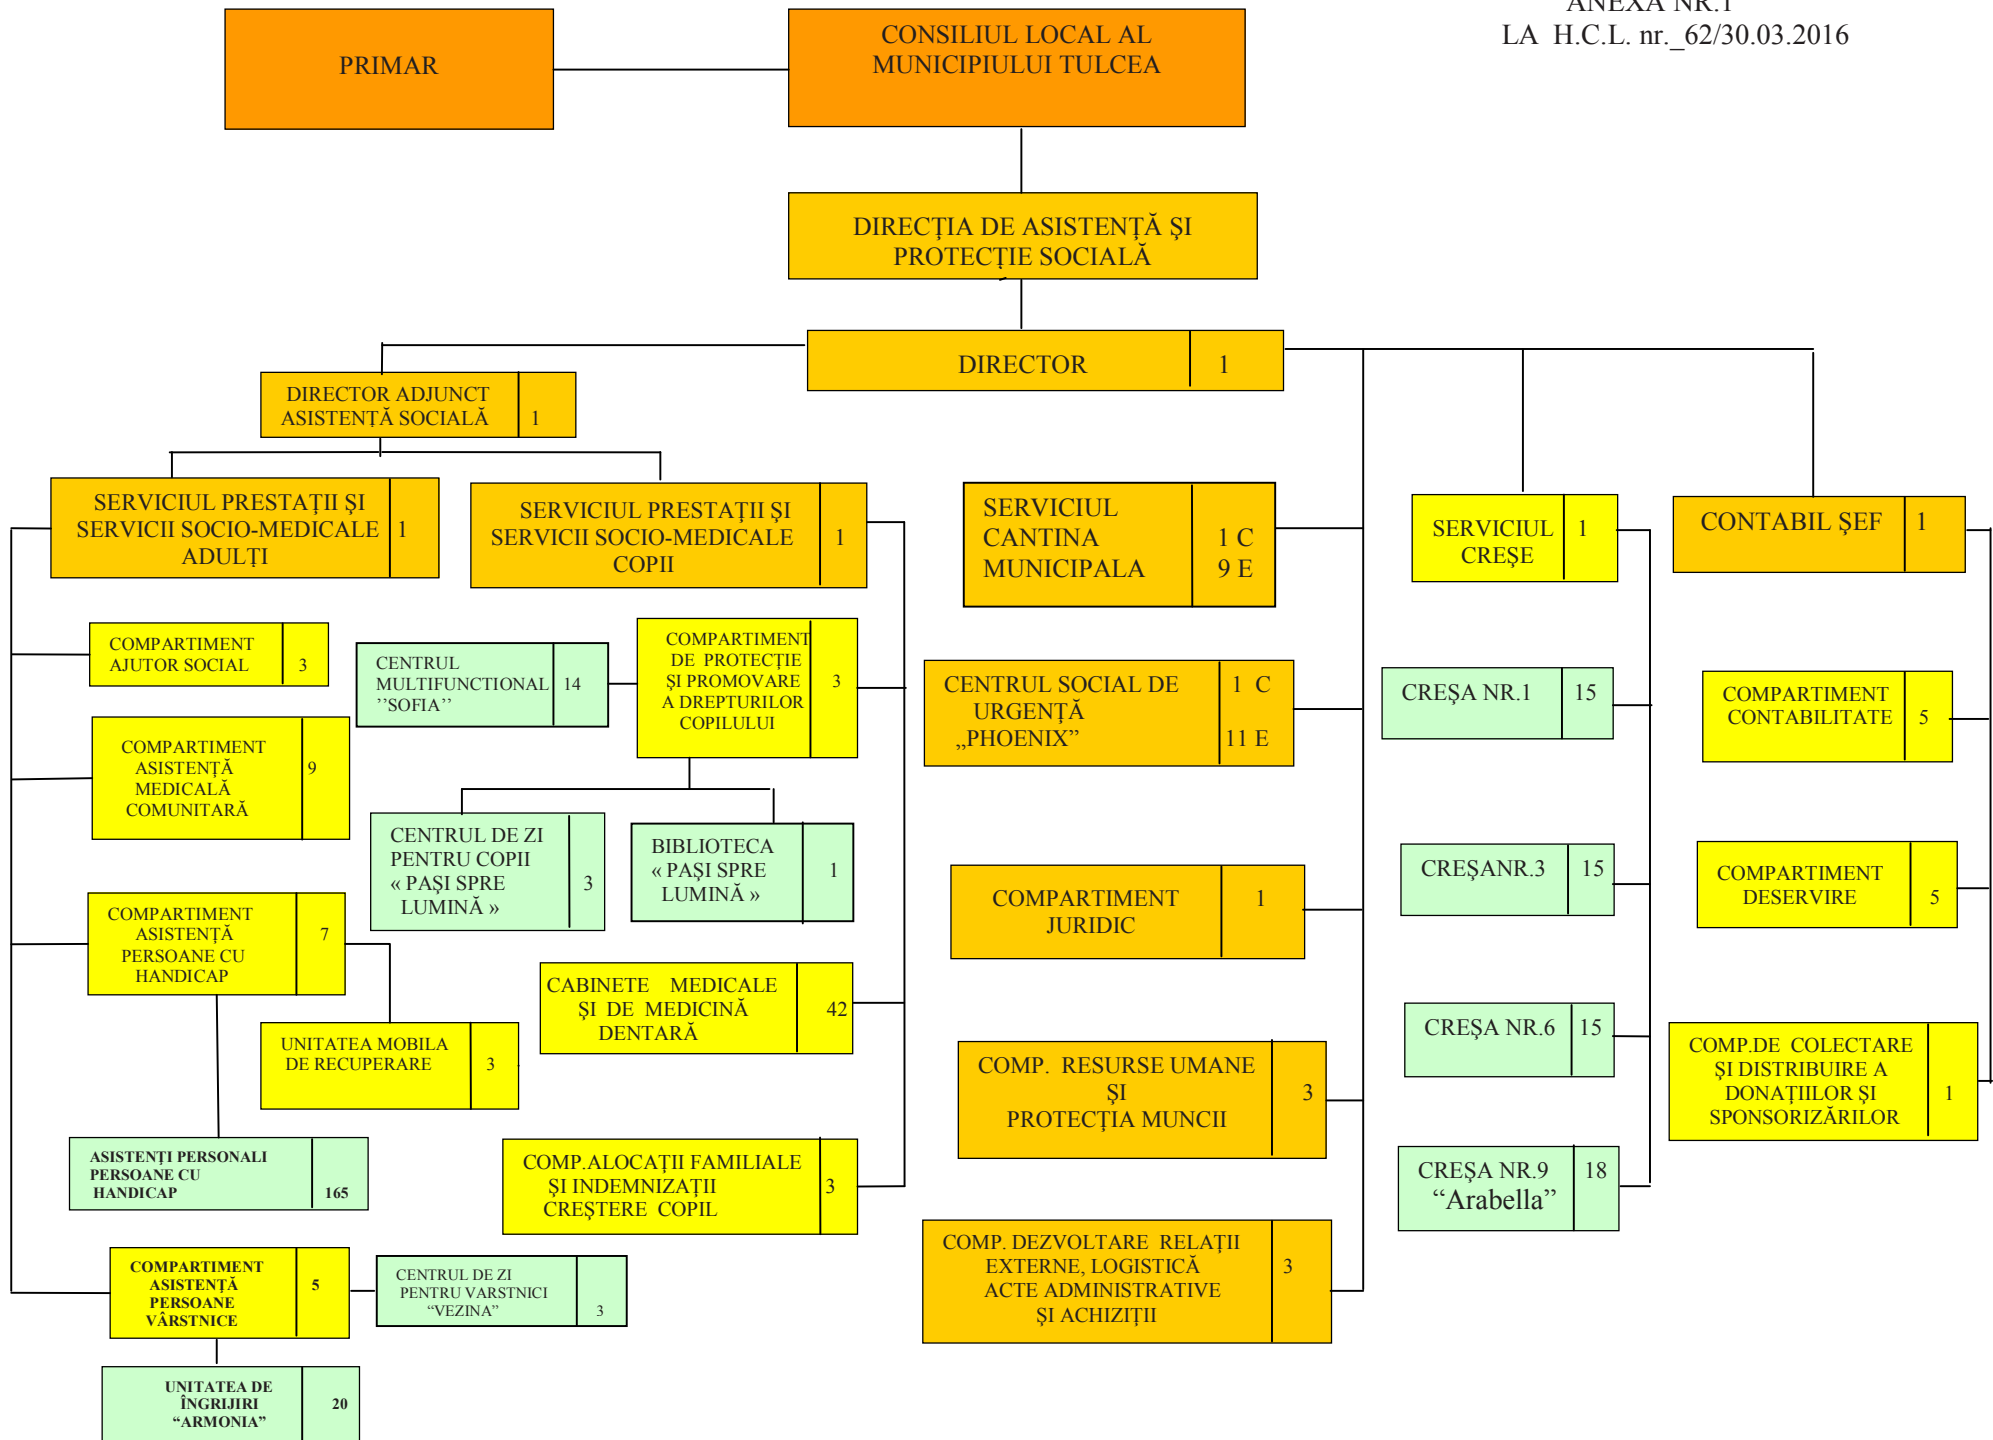 ANEXA NR.1
LA H.C.L. nr._62/30.03.2016
PRIMAR
CONSILIUL LOCAL AL
MUNICIPIULUI TULCEA
DIRECŢIA DE ASISTENŢĂ ŞI
PROTECŢIE SOCIALĂ
DIRECTOR 1
DIRECTOR ADJUNCT
ASISTENŢĂ SOCIALĂ 1
SERVICIUL PRESTAŢII ŞI
SERVICII SOCIO-MEDICALE 1
ADULŢI
COMPARTIMENT
AJUTOR SOCIAL 3
COMPARTIMENT
ASISTENŢĂ 9
MEDICALĂ
COMUNITARĂ
COMPARTIMENT
ASISTENŢĂ 7
PERSOANE CU
HANDICAP
UNITATEA MOBILA
DE RECUPERARE 3
ASISTENŢI PERSONALI
PERSOANE CU
HANDICAP 165
COMPARTIMENT
ASISTENŢĂ 5
PERSOANE
VÂRSTNICE
CENTRUL DE ZI
PENTRU VARSTNICI
“VEZINA” 3
UNITATEA DE
ÎNGRIJIRI 20
“ARMONIA”
SERVICIUL PRESTAŢII ŞI
SERVICII SOCIO-MEDICALE 1
COPII
COMPARTIMENT
DE PROTECŢIE
ŞI PROMOVARE 3
A DREPTURILOR
COPILULUI
CENTRUL
MULTIFUNCTIONAL 14
’’SOFIA’’
CENTRUL DE ZI
PENTRU COPII
« PAŞI SPRE 3
LUMINĂ »
BIBLIOTECA
« PAŞI SPRE 1
LUMINĂ »
CABINETE MEDICALE
ŞI DE MEDICINĂ 42
DENTARĂ
COMP.ALOCAŢII FAMILIALE
ŞI INDEMNIZAŢII 3
CREŞTERE COPIL
SERVICIUL
CANTINA 1 C
MUNICIPALA 9 E
CENTRUL SOCIAL DE 1 C
URGENŢĂ
„PHOENIX” 11 E
COMPARTIMENT 1
JURIDIC
COMP. RESURSE UMANE
ŞI 3
PROTECŢIA MUNCII
COMP. DEZVOLTARE RELAŢII
EXTERNE, LOGISTICĂ 3
ACTE ADMINISTRATIVE
ŞI ACHIZIŢII
SERVICIUL 1
CREŞE
CREŞA NR.1 15
CREŞANR.3 15
CREŞA NR.6 15
CREŞA NR.9 18
“Arabella”
CONTABIL ŞEF 1
COMPARTIMENT
CONTABILITATE 5
COMPARTIMENT
DESERVIRE 5
COMP.DE COLECTARE
ŞI DISTRIBUIRE A
DONAŢIILOR ŞI 1
SPONSORIZĂRILOR